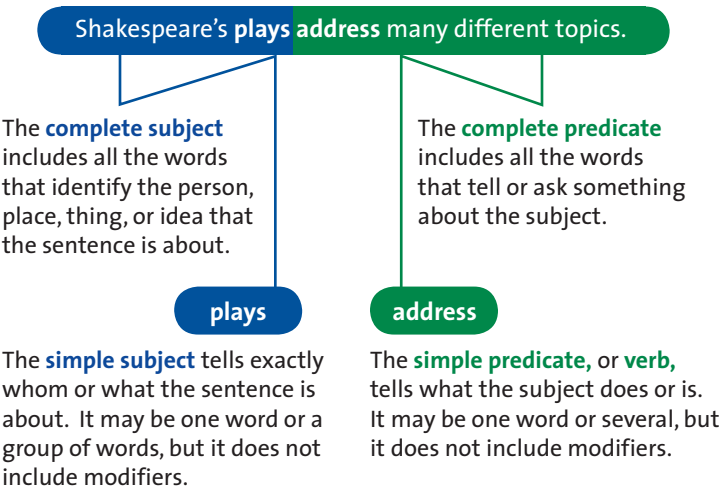 Shakespeare’s plays address many different topics.
The complete subject
includes all the words
that identify the person,
place, thing, or idea that
the sentence is about.
The complete predicate
includes all the words
that tell or ask something
about the subject.
plays
address
The simple subject tells exactly
whom or what the sentence is
about. It may be one word or a
group of words, but it does not
include modifiers.
The simple predicate, or verb,
tells what the subject does or is.
It may be one word or several, but
it does not include modifiers.